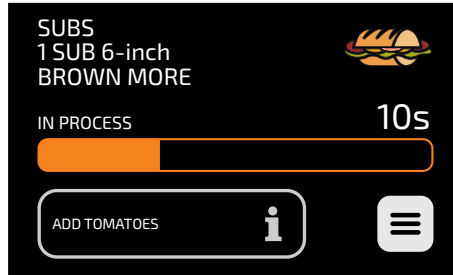 SUBS
1 SUB 6-inch
BROWN MORE
IN PROCESS
10s
ADD TOMATOES